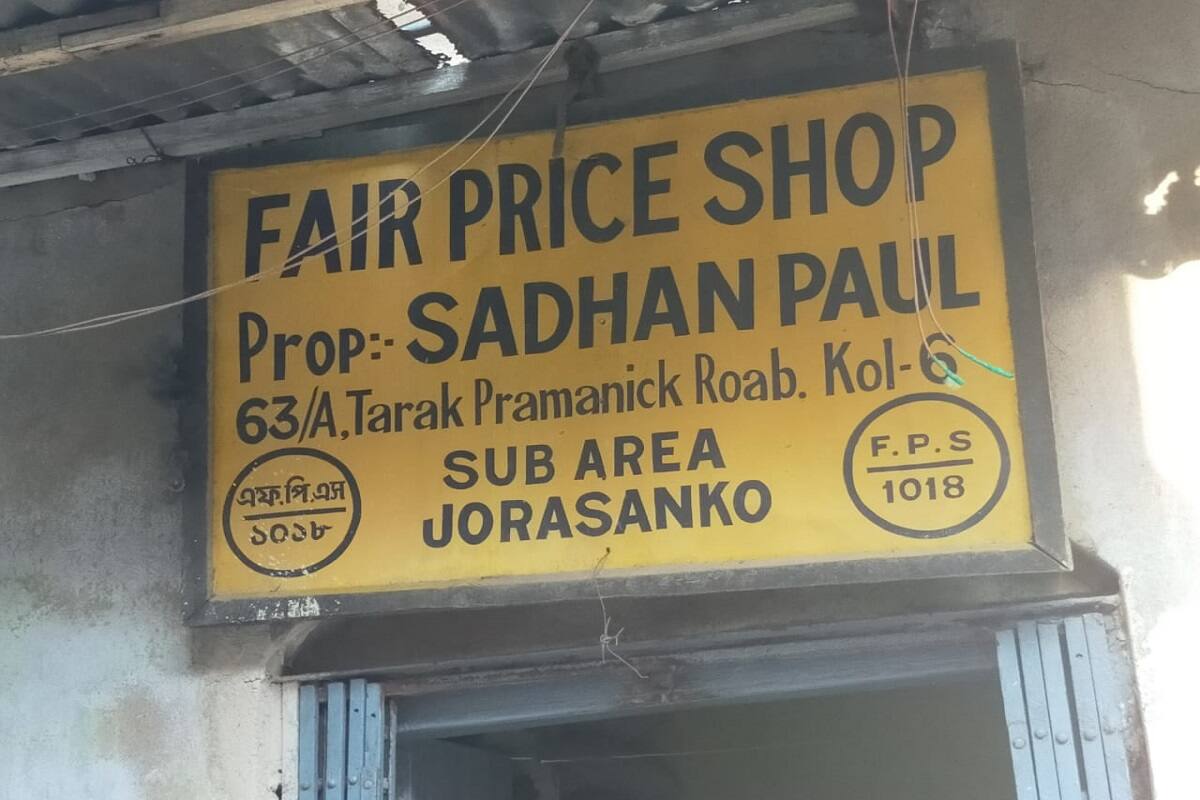 FAIR PRICE SHOP
Prop:- SADHAN PAUL
63/A, Tarak Pramanick Roab. Kol-6
SUB AREA
JORASANKO
এফ.পি.এস
১০১৮
F.P.S
1018